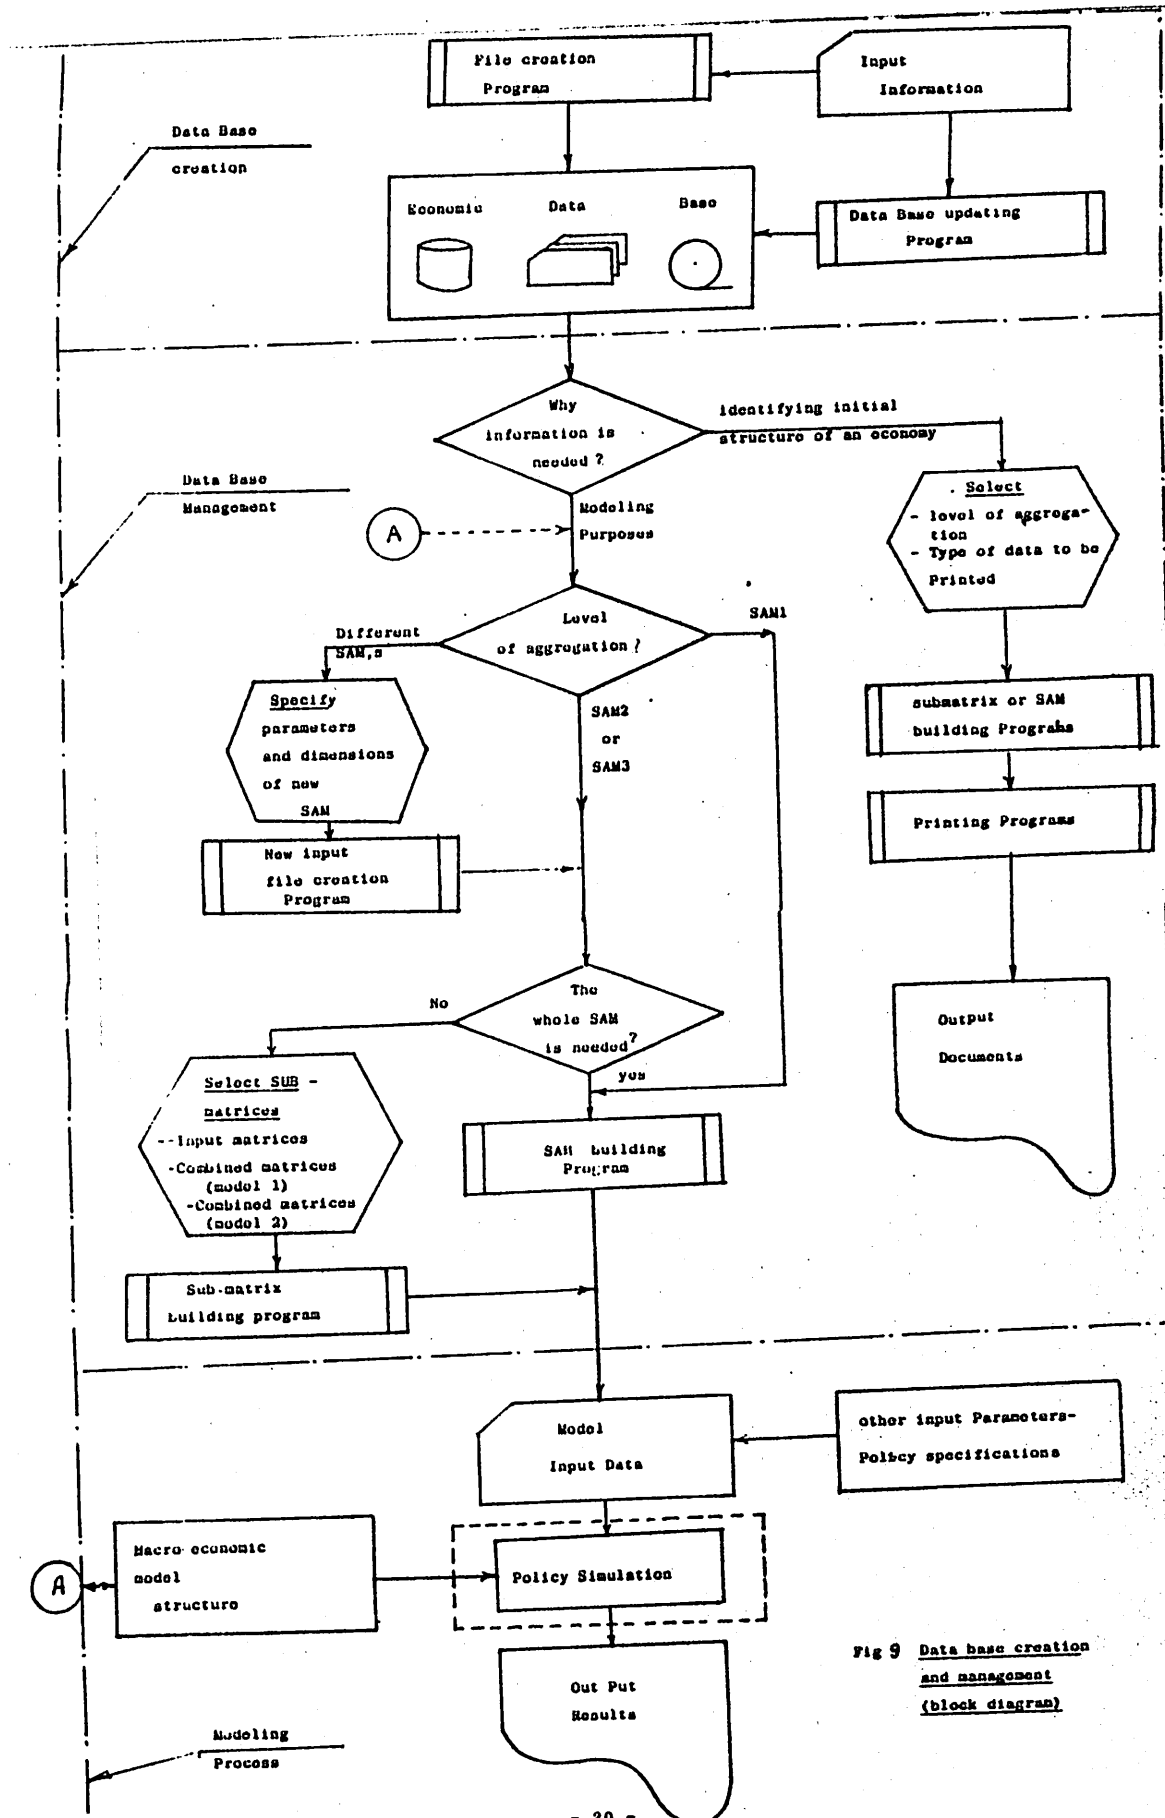 File creation
Program
Input
Information
Data Base
creation
Economic Data Base
Data Base updating
Program
Why
information is
needed ?
identifying initial
structure of an economy
Data Base
Management
A
Modeling
Purposes
Select
- level of aggrega-
tion
- Type of data to be
Printed
Level
of aggregation ?
SAM1
Different
SAM,s
Specify
parameters
and dimensions
of new
SAM
SAM2
or
SAM3
submatrix or SAM
building Programs
Printing Programs
New input
file creation
Program
The
whole SAM
is needed ?
No
yes
Output
Documents
Select SUB -
matrices
--Input matrices
-Combined matrices
(model 1)
-Combined matrices
(model 2)
SAM building
Program
Sub-matrix
building program
Model
Input Data
other input Parameters-
Policy specifications
Macro-economic
model
structure
A
Policy Simulation
Out Put
Results
Fig 9 Data base creation
and management
(block diagram)
Modeling
Process
- 20 -